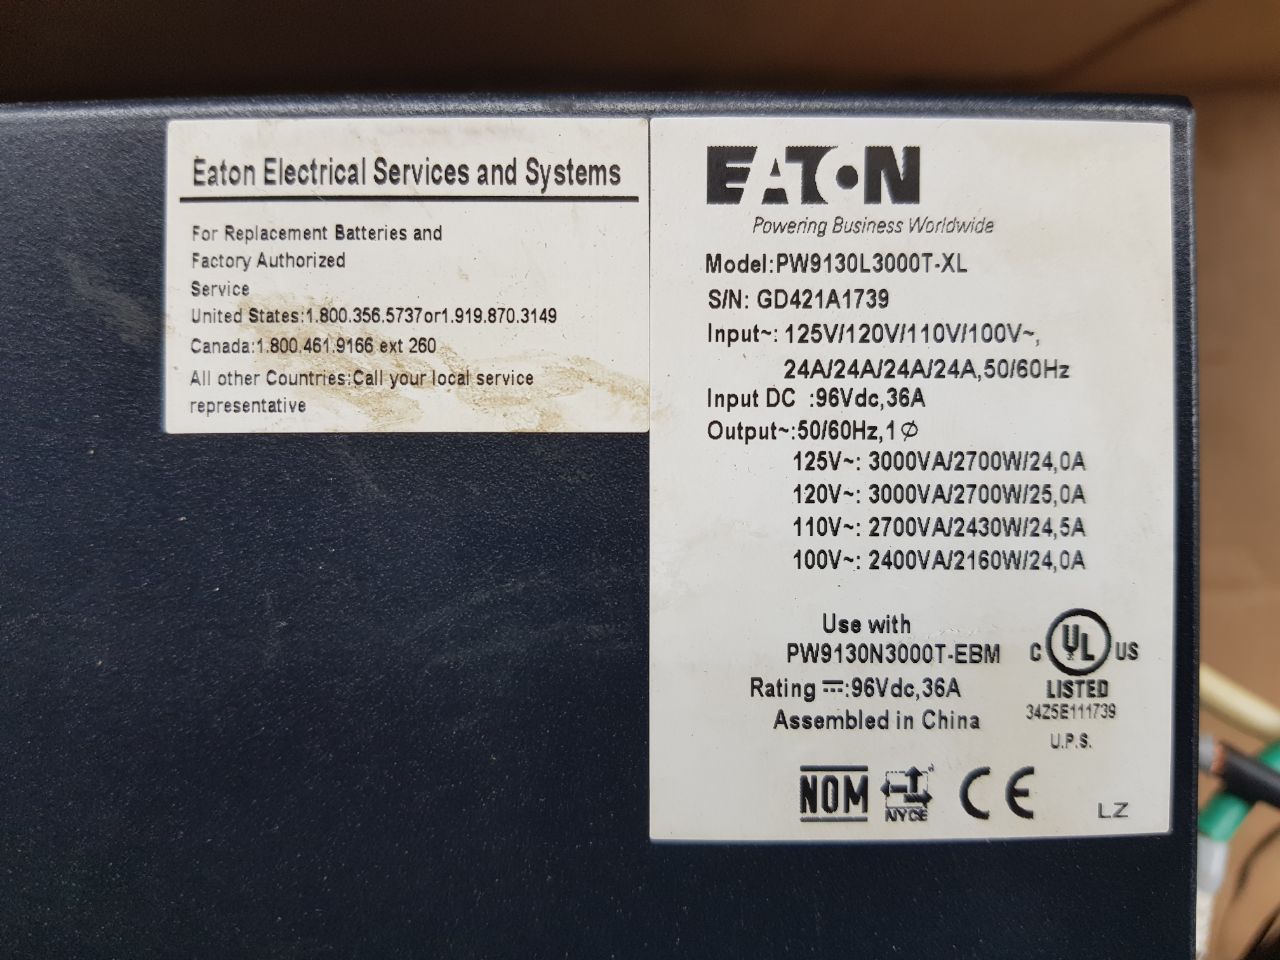 Eaton Electrical Services and Systems
For Replacement Batteries and
Factory Authorized
Service
United States:1.800.356.5737or1.919.870.3149
Canada:1.800.461.9166 ext 260
All other Countries:Call your local service
representative
EATON
Powering Business Worldwide
Model:PW9130L3000T-XL
S/N: GD421A1739
Input~: 125V/120V/110V/100V~,
24A/24A/24A/24A,50/60Hz
Input DC :96Vdc,36A
Output~:50/60Hz,1⌀
125V~: 3000VA/2700W/24,0A
120V~: 3000VA/2700W/25,0A
110V~: 2700VA/2430W/24,5A
100V~: 2400VA/2160W/24,0A
Use with
PW9130N3000T-EBM
Rating ⎓:96Vdc,36A
Assembled in China
C UL US
LISTED
34Z5E111739
U.P.S.
NOM NYCE CE LZ